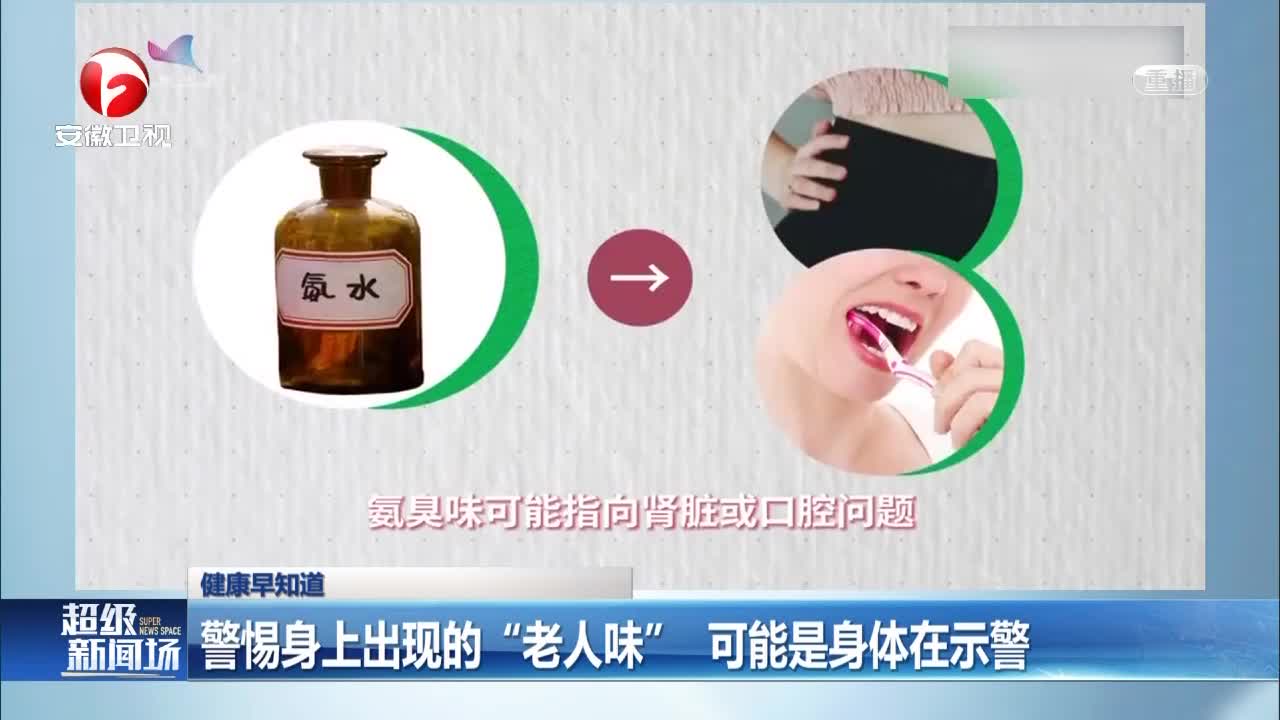 安徽卫视
重播
氨水
氨臭味可能指向肾脏或口腔问题
健康早知道
超级新闻场
SUPER
NEWS SPACE
警惕身上出现的“老人味” 可能是身体在示警